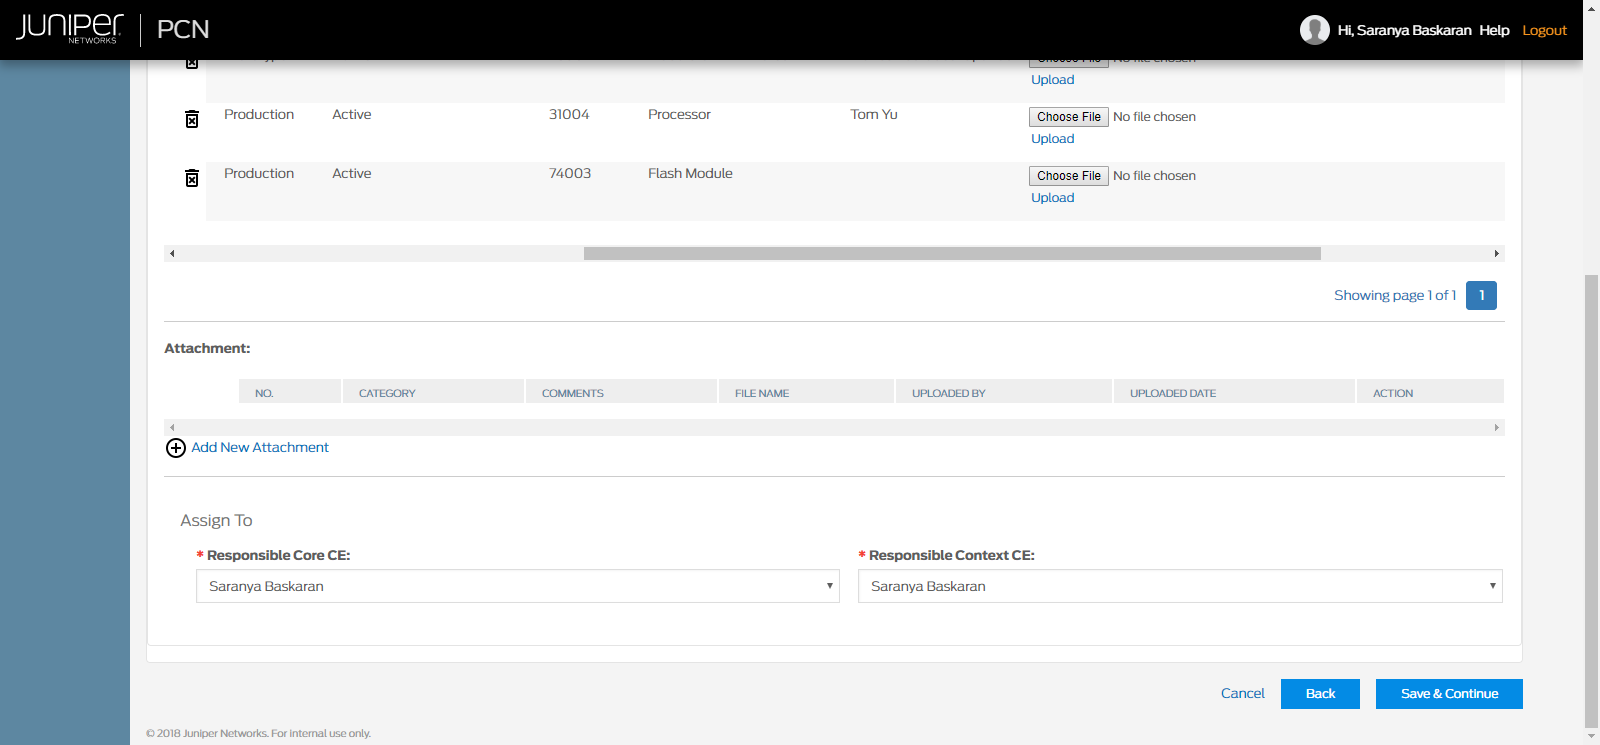 JUNIPER NETWORKS PCN Hi, Saranya Baskaran Help Logout
Upload
Production Active 31004 Processor Tom Yu Choose File No file chosen
Upload
Production Active 74003 Flash Module Choose File No file chosen
Upload
Showing page 1 of 1 1
Attachment:
NO. CATEGORY COMMENTS FILE NAME UPLOADED BY UPLOADED DATE ACTION
Add New Attachment
Assign To
* Responsible Core CE: * Responsible Context CE:
Saranya Baskaran Saranya Baskaran
Cancel Back Save & Continue
© 2018 Juniper Networks. For internal use only.